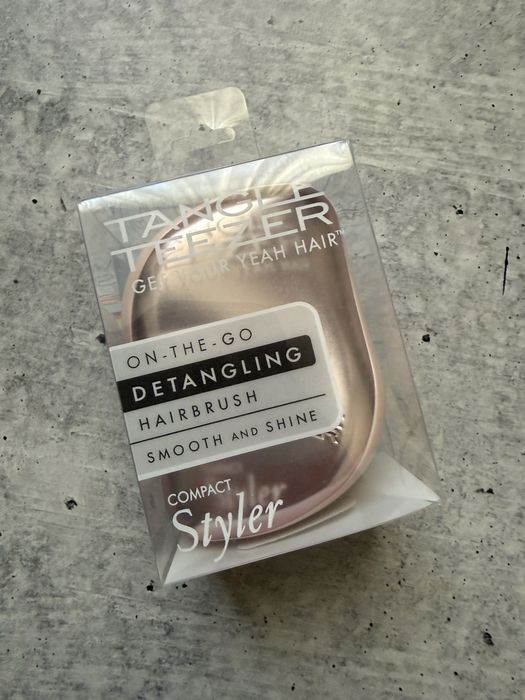 TANGLE
TEEZER
GET YOUR YEAH HAIR™
ON-THE-GO
DETANGLING
HAIRBRUSH
SMOOTH AND SHINE
COMPACT
Styler